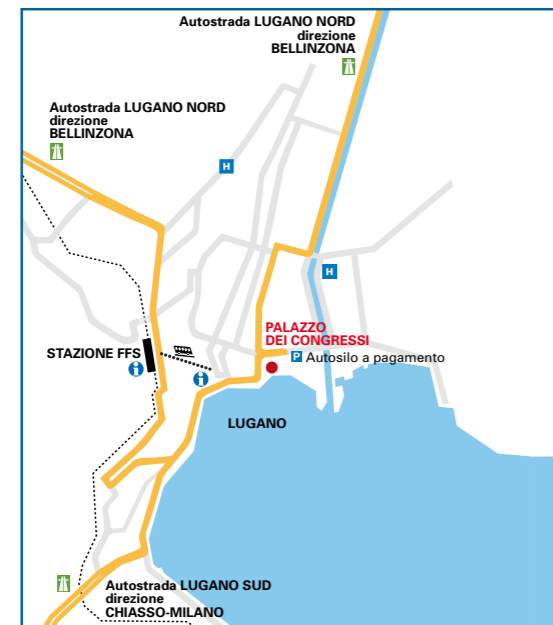 Autostrada LUGANO NORD
direzione
BELLINZONA
Autostrada LUGANO NORD
direzione
BELLINZONA
H
H
PALAZZO
DEI CONGRESSI
STAZIONE FFS
P Autosilo a pagamento
i
i
LUGANO
Autostrada LUGANO SUD
direzione
CHIASSO-MILANO